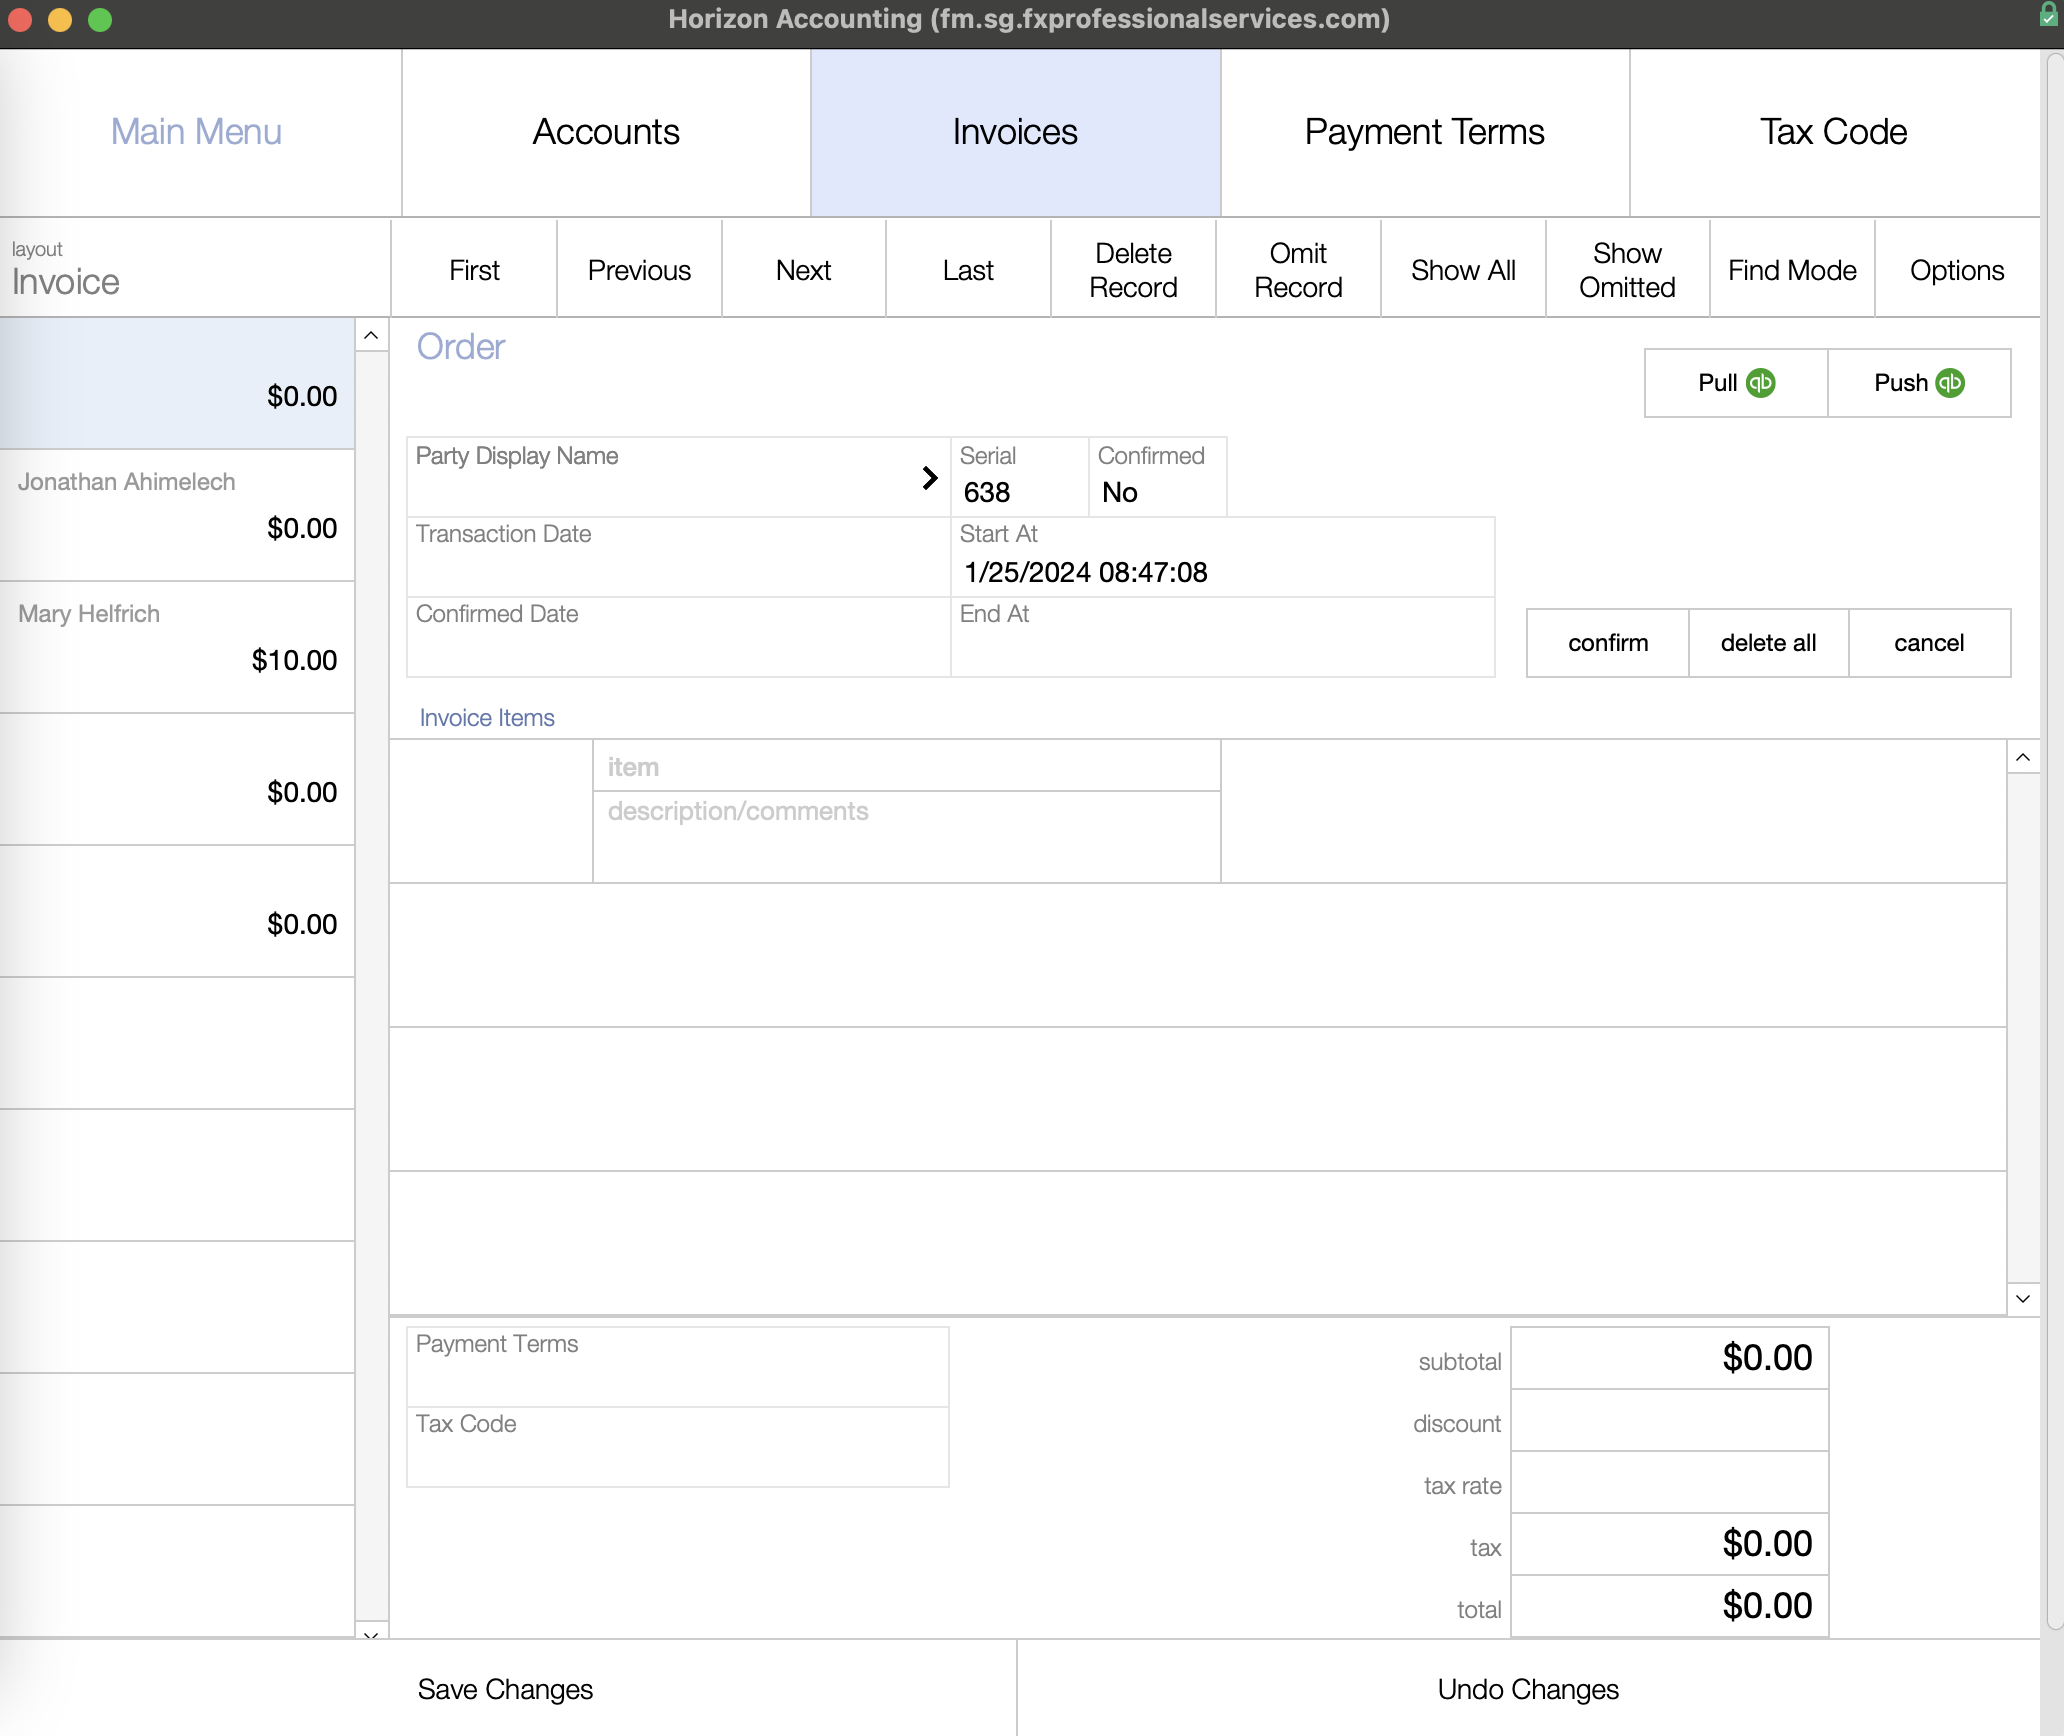 Horizon Accounting (fm.sg.fxprofessionalservices.com)
Main Menu
Accounts
Invoices
Payment Terms
Tax Code
layout
Invoice
First
Previous
Next
Last
Delete
Record
Omit
Record
Show All
Show
Omitted
Find Mode
Options
$0.00
Jonathan Ahimelech
$0.00
Mary Helfrich
$10.00
$0.00
$0.00
Order
Pull qb
Push qb
Party Display Name
Serial
638
Confirmed
No
Transaction Date
Start At
1/25/2024 08:47:08
Confirmed Date
End At
confirm
delete all
cancel
Invoice Items
item
description/comments
Payment Terms
Tax Code
subtotal
$0.00
discount
tax rate
tax
$0.00
total
$0.00
Save Changes
Undo Changes